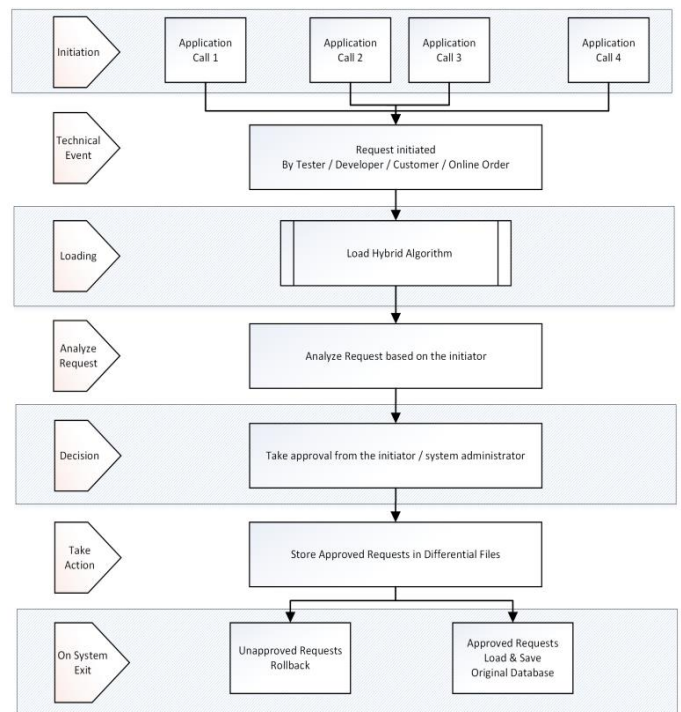 Initiation
Application
Call 1
Application
Call 2
Application
Call 3
Application
Call 4
Technical
Event
Request initiated
By Tester / Developer / Customer / Online Order
Loading
Load Hybrid Algorithm
Analyze
Request
Analyze Request based on the initiator
Decision
Take approval from the initiator / system administrator
Take
Action
Store Approved Requests in Differential Files
On System
Exit
Unapproved Requests
Rollback
Approved Requests
Load & Save
Original Database